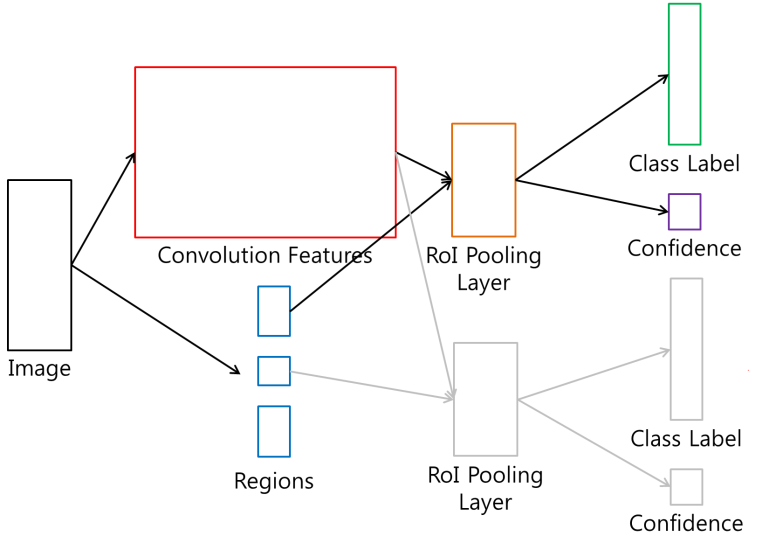 Class Label
Confidence
Convolution Features
RoI Pooling
Layer
Image
Regions
RoI Pooling
Layer
Class Label
Confidence